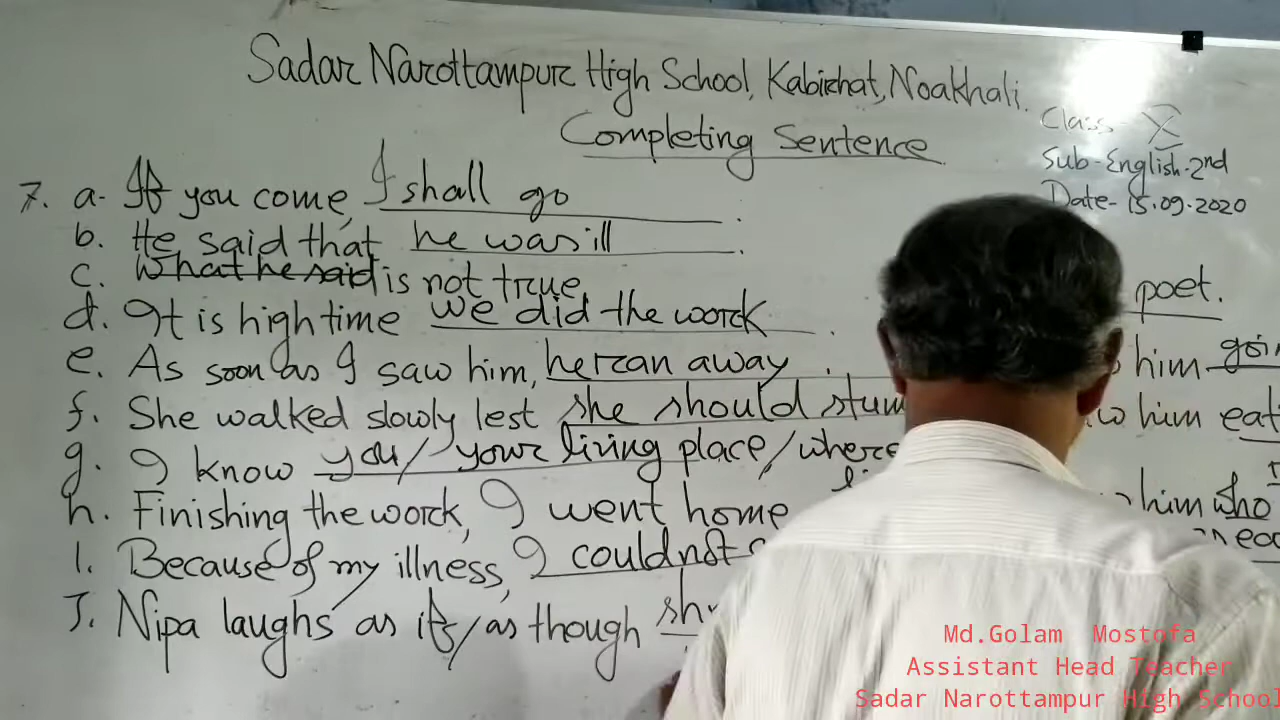 Sadar Narottampur High School, Kabirhat, Noakhali.
Completing Sentence
Class - X
Sub-English-2nd
Date- 15.09.2020
7. a- If you come, I shall go .
b. He said that he was ill .
c. What he said is not true.
d. It is high time we did the work .
e. As soon as I saw him, he ran away .
f. She walked slowly lest she should
g. I know you/ your living place/where
h. Finishing the work, I went home
I. Because of my illness, I couldnot
J. Nipa laughs as if/as though
poet.
him
him
him who
Md.Golam Mostofa
Assistant Head Teacher
Sadar Narottampur High School